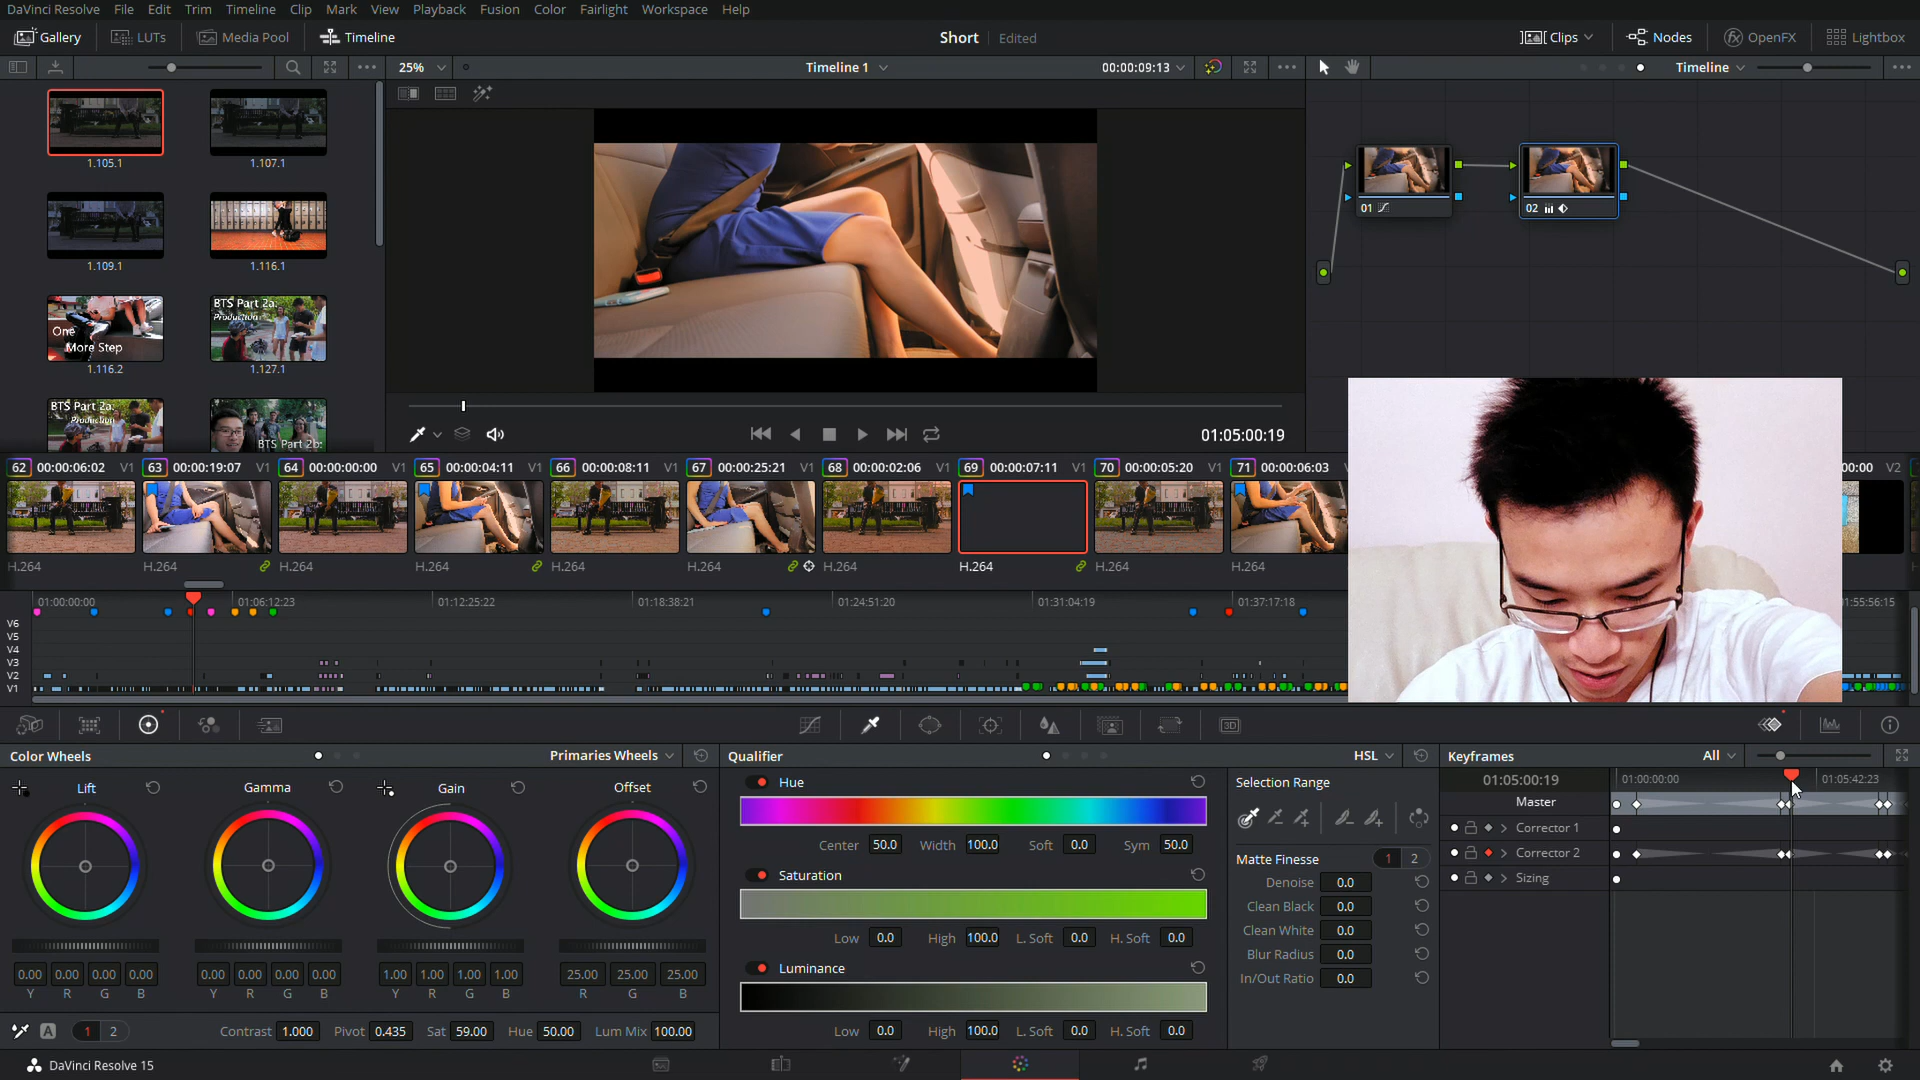 DaVinci Resolve File Edit Trim Timeline Clip Mark View Playback Fusion Color Fairlight Workspace Help
Gallery LUTs Media Pool Timeline Short Edited Clips Nodes OpenFX Lightbox
25% Timeline 1 00:00:09:13 Timeline
1.105.1 1.107.1
1.109.1 1.116.1
One
More Step
BTS Part 2a:
Production
1.116.2 1.127.1
BTS Part 2a:
Production
BTS Part 2b:
01 02
01:05:00:19
62 00:00:06:02 V1 63 00:00:19:07 V1 64 00:00:00:00 V1 65 00:00:04:11 V1 66 00:00:08:11 V1 67 00:00:25:21 V1 68 00:00:02:06 V1 69 00:00:07:11 V1 70 00:00:05:20 V1 71 00:00:06:03 :00:00 V2
H.264 H.264 H.264 H.264 H.264 H.264 H.264 H.264 H.264 H.264
01:00:00:00 01:06:12:23 01:12:25:22 01:18:38:21 01:24:51:20 01:31:04:19 01:37:17:18 01:55:56:15
V6
V5
V4
V3
V2
V1
Color Wheels Primaries Wheels Qualifier HSL Keyframes All
Lift Gamma Gain Offset
0.00 0.00 0.00 0.00 0.00 0.00 0.00 0.00 1.00 1.00 1.00 1.00 25.00 25.00 25.00
Y R G B Y R G B Y R G B R G B
A 1 2 Contrast 1.000 Pivot 0.435 Sat 59.00 Hue 50.00 Lum Mix 100.00
Hue
Center 50.0 Width 100.0 Soft 0.0 Sym 50.0
Saturation
Low 0.0 High 100.0 L. Soft 0.0 H. Soft 0.0
Luminance
Low 0.0 High 100.0 L. Soft 0.0 H. Soft 0.0
Selection Range
Matte Finesse 1 2
Denoise 0.0
Clean Black 0.0
Clean White 0.0
Blur Radius 0.0
In/Out Ratio 0.0
01:05:00:19 01:00:00:00 01:05:42:23
Master
Corrector 1
Corrector 2
Sizing
3D
DaVinci Resolve 15